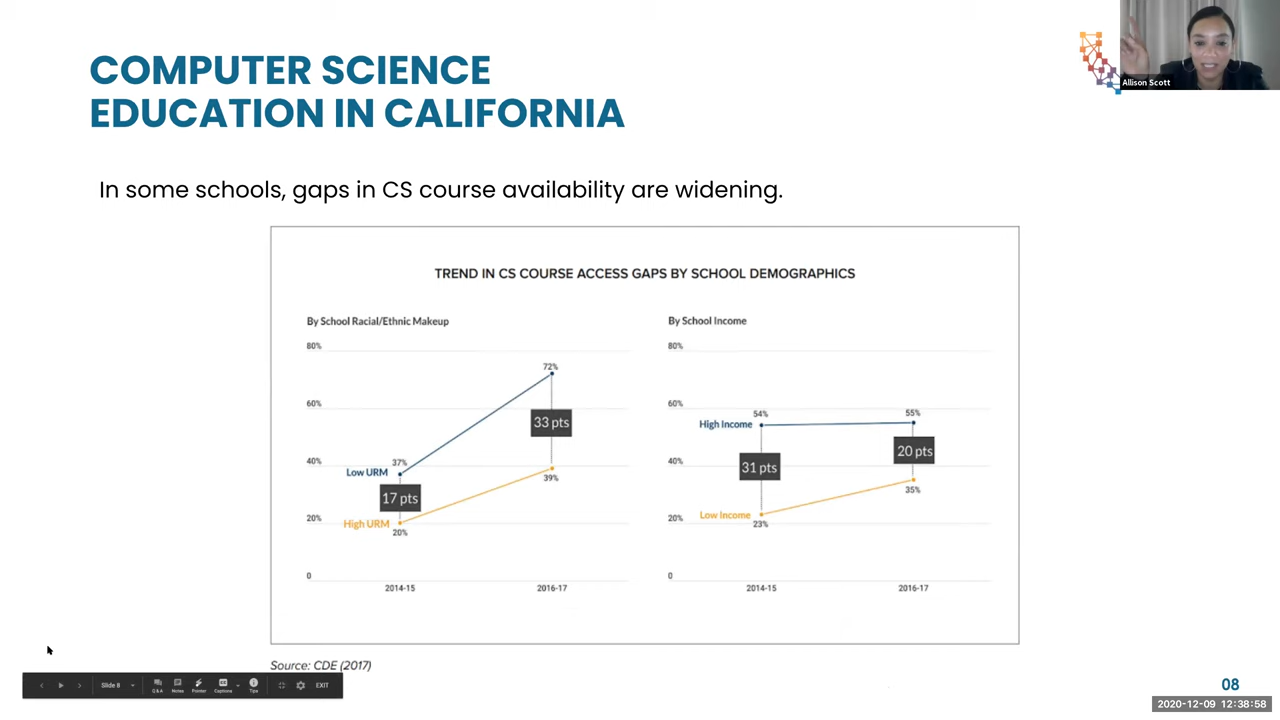 COMPUTER SCIENCE
EDUCATION IN CALIFORNIA
Allison Scott
In some schools, gaps in CS course availability are widening.
TREND IN CS COURSE ACCESS GAPS BY SCHOOL DEMOGRAPHICS
By School Racial/Ethnic Makeup
80%
60%
40%
20%
0
72%
33 pts
39%
Low URM
37%
17 pts
High URM
20%
2014-15
2016-17
By School Income
80%
60%
40%
20%
0
High Income
54%
55%
31 pts
20 pts
Low Income
23%
35%
2014-15
2016-17
Source: CDE (2017)
Slide 8
Q&A
Notes
Pointer
Captions
Tips
EXIT
08
2020-12-09 12:38:58